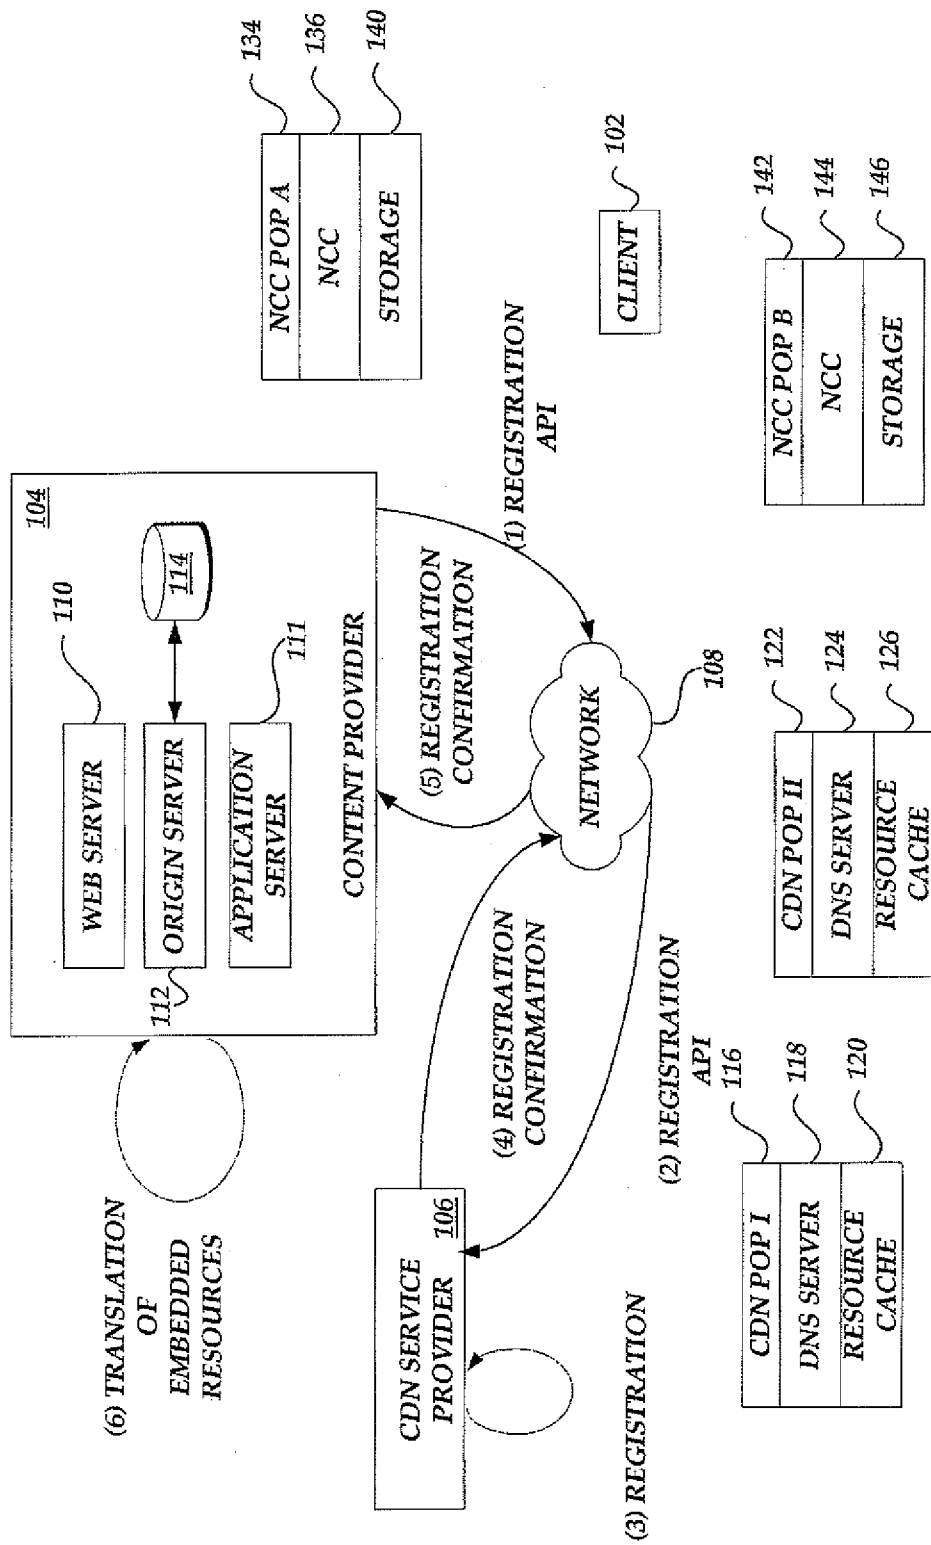 (6) TRANSLATION
OF
EMBEDDED
RESOURCES
104
WEB SERVER
110
ORIGIN SERVER
112
114
APPLICATION
SERVER
111
CONTENT PROVIDER
NCC POP A
134
NCC
136
STORAGE
140
CDN SERVICE
PROVIDER
106
(3) REGISTRATION
(4) REGISTRATION
CONFIRMATION
(5) REGISTRATION
CONFIRMATION
(1) REGISTRATION
API
NETWORK
108
(2) REGISTRATION
API
CLIENT
102
CDN POP I
116
DNS SERVER
118
RESOURCE
CACHE
120
CDN POP II
122
DNS SERVER
124
RESOURCE
CACHE
126
NCC POP B
142
NCC
144
STORAGE
146